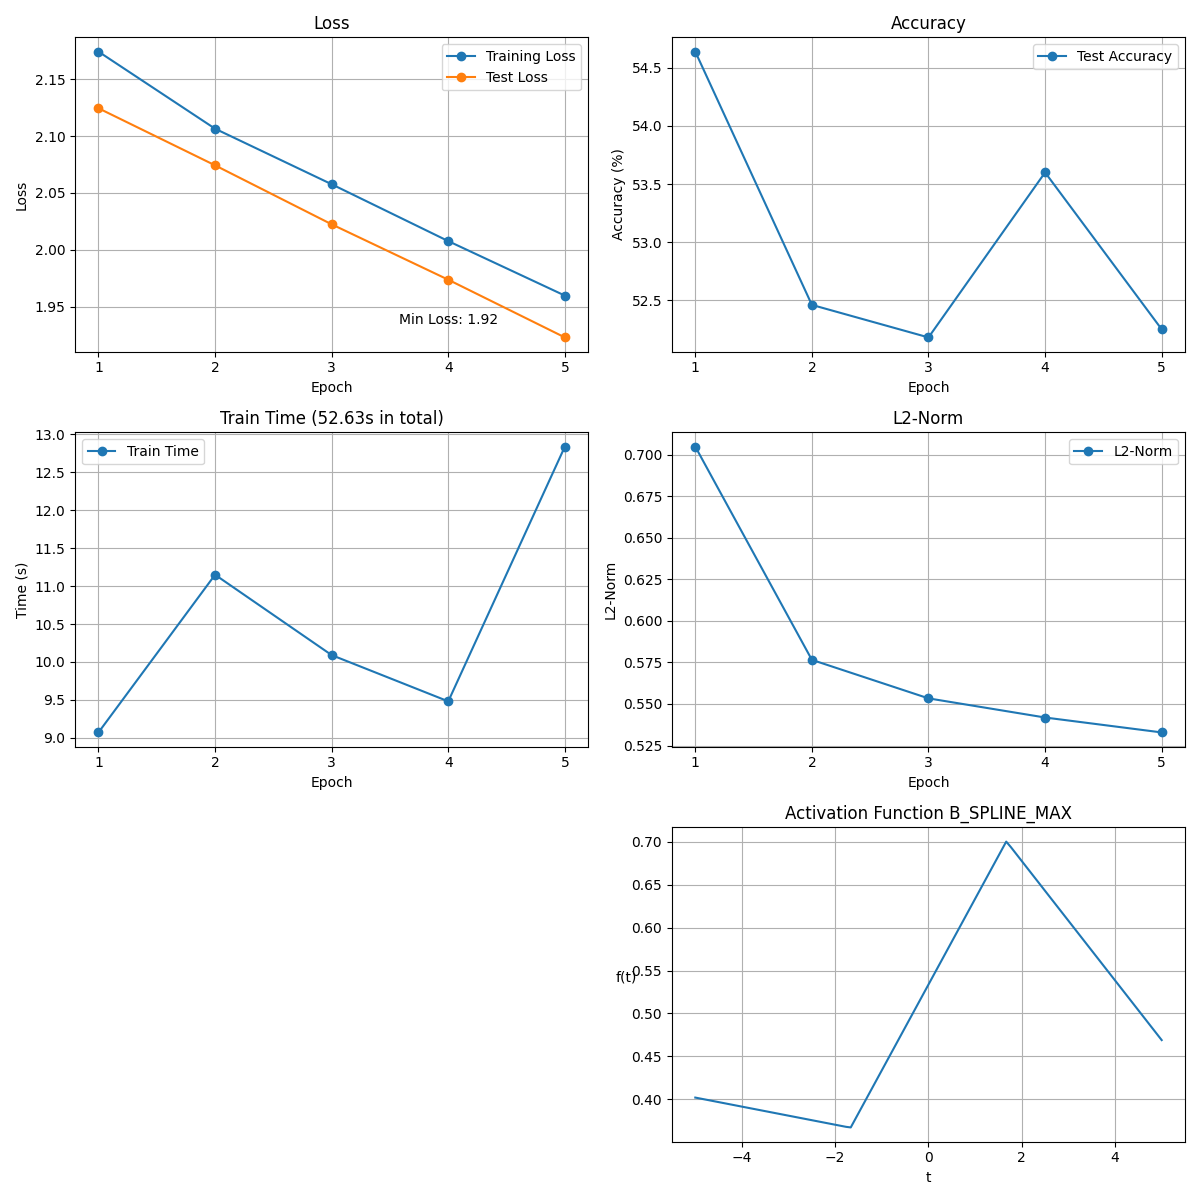 Loss
Training Loss
Test Loss
2.15
2.10
2.05
2.00
1.95
Loss
Min Loss: 1.92
1 2 3 4 5
Epoch
Accuracy
Test Accuracy
54.5
54.0
53.5
53.0
52.5
Accuracy (%)
1 2 3 4 5
Epoch
Train Time (52.63s in total)
Train Time
13.0
12.5
12.0
11.5
11.0
10.5
10.0
9.5
9.0
Time (s)
1 2 3 4 5
Epoch
L2-Norm
L2-Norm
0.700
0.675
0.650
0.625
0.600
0.575
0.550
0.525
L2-Norm
1 2 3 4 5
Epoch
Activation Function B_SPLINE_MAX
0.70
0.65
0.60
0.55
0.50
0.45
0.40
f(t)
−4 −2 0 2 4
t